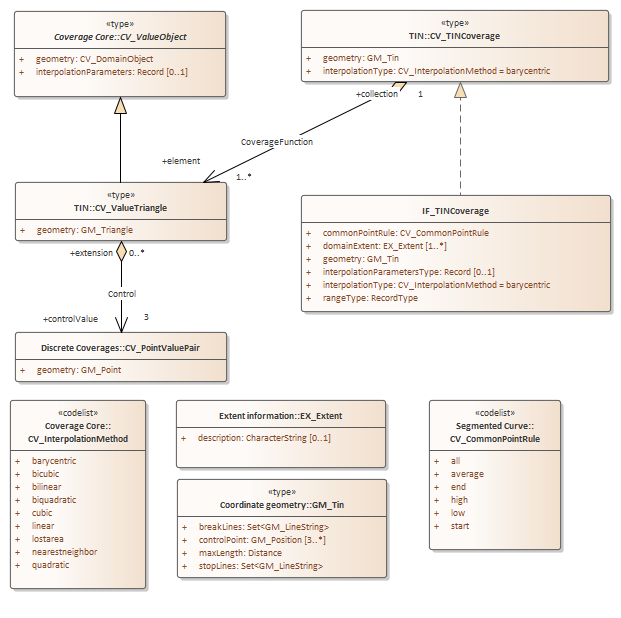 «type»
Coverage Core::CV_ValueObject
+ geometry: CV_DomainObject
+ interpolationParameters: Record [0..1]
«type»
TIN::CV_TINCoverage
+ geometry: GM_Tin
+ interpolationType: CV_InterpolationMethod = barycentric
+collection 1
CoverageFunction
+element
1..*
«type»
TIN::CV_ValueTriangle
+ geometry: GM_Triangle
+extension 0..*
Control
+controlValue 3
IF_TINCoverage
+ commonPointRule: CV_CommonPointRule
+ domainExtent: EX_Extent [1..*]
+ geometry: GM_Tin
+ interpolationParametersType: Record [0..1]
+ interpolationType: CV_InterpolationMethod = barycentric
+ rangeType: RecordType
Discrete Coverages::CV_PointValuePair
+ geometry: GM_Point
«codelist»
Coverage Core::
CV_InterpolationMethod
+ barycentric
+ bicubic
+ bilinear
+ biquadratic
+ cubic
+ linear
+ lostarea
+ nearestneighbor
+ quadratic
Extent information::EX_Extent
+ description: CharacterString [0..1]
«type»
Coordinate geometry::GM_Tin
+ breakLines: Set<GM_LineString>
+ controlPoint: GM_Position [3..*]
+ maxLength: Distance
+ stopLines: Set<GM_LineString>
«codelist»
Segmented Curve::
CV_CommonPointRule
+ all
+ average
+ end
+ high
+ low
+ start